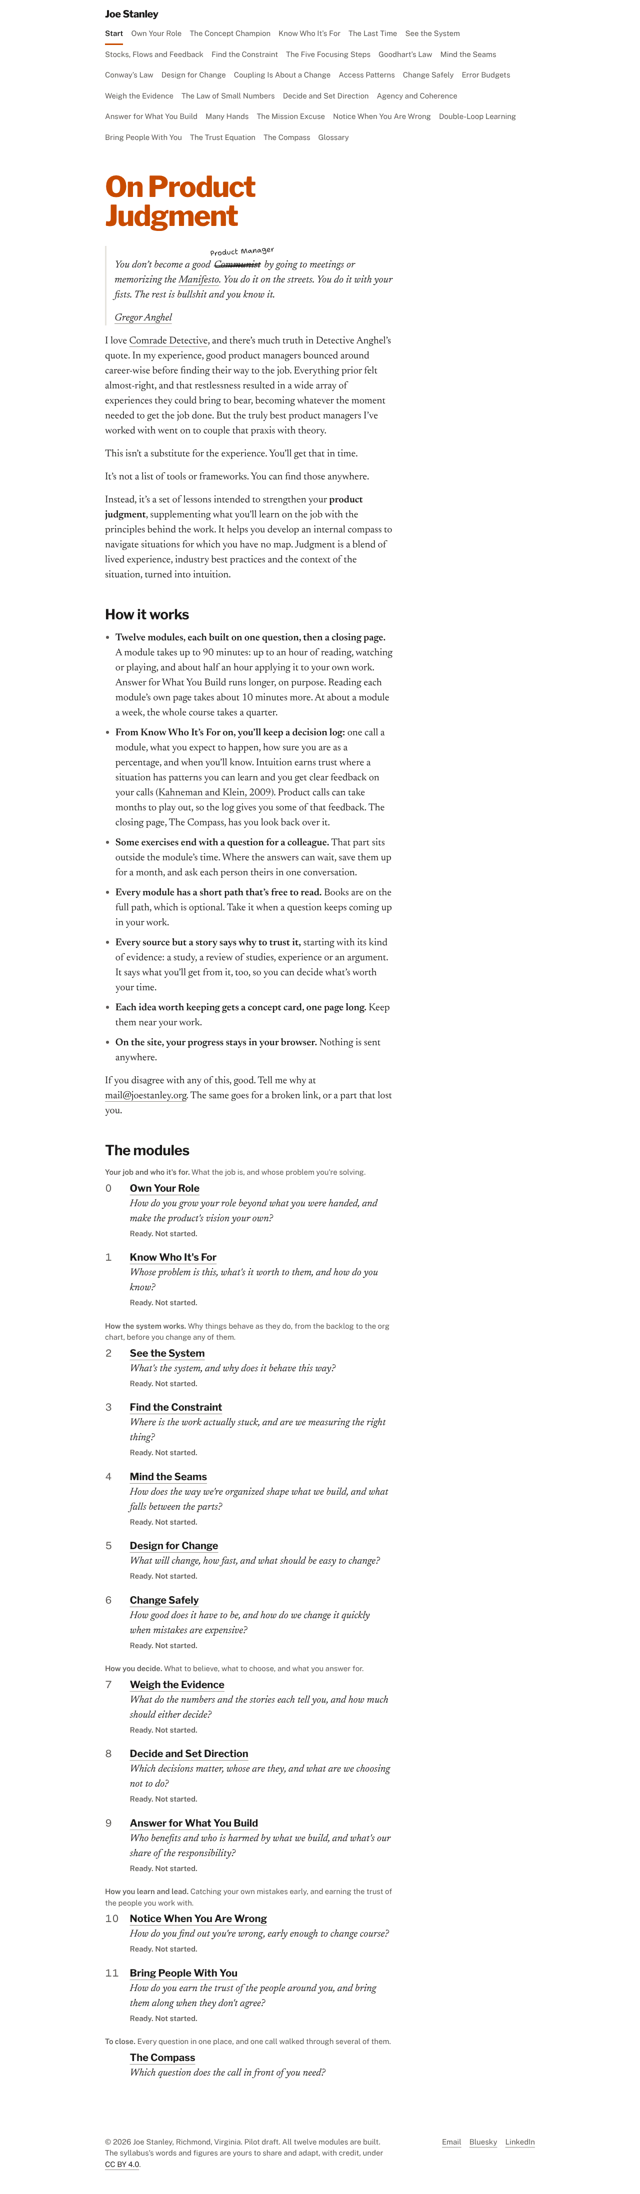 Joe Stanley
Start Own Your Role The Concept Champion Know Who It's For The Last Time See the System
Stocks, Flows and Feedback Find the Constraint The Five Focusing Steps Goodhart's Law Mind the Seams
Conway's Law Design for Change Coupling Is About a Change Access Patterns Change Safely Error Budgets
Weigh the Evidence The Law of Small Numbers Decide and Set Direction Agency and Coherence
Answer for What You Build Many Hands The Mission Excuse Notice When You Are Wrong Double-Loop Learning
Bring People With You The Trust Equation The Compass Glossary
On Product
Judgment
Product Manager
You don't become a good Communist by going to meetings or
memorizing the Manifesto. You do it on the streets. You do it with your
fists. The rest is bullshit and you know it.
Gregor Anghel
I love Comrade Detective, and there's much truth in Detective Anghel's
quote. In my experience, good product managers bounced around
career-wise before finding their way to the job. Everything prior felt
almost-right, and that restlessness resulted in a wide array of
experiences they could bring to bear, becoming whatever the moment
needed to get the job done. But the truly best product managers I've
worked with went on to couple that praxis with theory.
This isn't a substitute for the experience. You'll get that in time.
It's not a list of tools or frameworks. You can find those anywhere.
Instead, it's a set of lessons intended to strengthen your product
judgment, supplementing what you'll learn on the job with the
principles behind the work. It helps you develop an internal compass to
navigate situations for which you have no map. Judgment is a blend of
lived experience, industry best practices and the context of the
situation, turned into intuition.
How it works
• Twelve modules, each built on one question, then a closing page.
A module takes up to 90 minutes: up to an hour of reading, watching
or playing, and about half an hour applying it to your own work.
Answer for What You Build runs longer, on purpose. Reading each
module's own page takes about 10 minutes more. At about a module
a week, the whole course takes a quarter.
• From Know Who It's For on, you'll keep a decision log: one call a
module, what you expect to happen, how sure you are as a
percentage, and when you'll know. Intuition earns trust where a
situation has patterns you can learn and you get clear feedback on
your calls (Kahneman and Klein, 2009). Product calls can take
months to play out, so the log gives you some of that feedback. The
closing page, The Compass, has you look back over it.
• Some exercises end with a question for a colleague. That part sits
outside the module's time. Where the answers can wait, save them up
for a month, and ask each person theirs in one conversation.
• Every module has a short path that's free to read. Books are on the
full path, which is optional. Take it when a question keeps coming up
in your work.
• Every source but a story says why to trust it, starting with its kind
of evidence: a study, a review of studies, experience or an argument.
It says what you'll get from it, too, so you can decide what's worth
your time.
• Each idea worth keeping gets a concept card, one page long. Keep
them near your work.
• On the site, your progress stays in your browser. Nothing is sent
anywhere.
If you disagree with any of this, good. Tell me why at
mail@joestanley.org. The same goes for a broken link, or a part that lost
you.
The modules
Your job and who it's for. What the job is, and whose problem you're solving.
0 Own Your Role
How do you grow your role beyond what you were handed, and
make the product's vision your own?
Ready. Not started.
1 Know Who It's For
Whose problem is this, what's it worth to them, and how do you
know?
Ready. Not started.
How the system works. Why things behave as they do, from the backlog to the org
chart, before you change any of them.
2 See the System
What's the system, and why does it behave this way?
Ready. Not started.
3 Find the Constraint
Where is the work actually stuck, and are we measuring the right
thing?
Ready. Not started.
4 Mind the Seams
How does the way we're organized shape what we build, and what
falls between the parts?
Ready. Not started.
5 Design for Change
What will change, how fast, and what should be easy to change?
Ready. Not started.
6 Change Safely
How good does it have to be, and how do we change it quickly
when mistakes are expensive?
Ready. Not started.
How you decide. What to believe, what to choose, and what you answer for.
7 Weigh the Evidence
What do the numbers and the stories each tell you, and how much
should either decide?
Ready. Not started.
8 Decide and Set Direction
Which decisions matter, whose are they, and what are we choosing
not to do?
Ready. Not started.
9 Answer for What You Build
Who benefits and who is harmed by what we build, and what's our
share of the responsibility?
Ready. Not started.
How you learn and lead. Catching your own mistakes early, and earning the trust of
the people you work with.
10 Notice When You Are Wrong
How do you find out you're wrong, early enough to change course?
Ready. Not started.
11 Bring People With You
How do you earn the trust of the people around you, and bring
them along when they don't agree?
Ready. Not started.
To close. Every question in one place, and one call walked through several of them.
The Compass
Which question does the call in front of you need?
© 2026 Joe Stanley, Richmond, Virginia. Pilot draft. All twelve modules are built. Email Bluesky LinkedIn
The syllabus's words and figures are yours to share and adapt, with credit, under
CC BY 4.0.